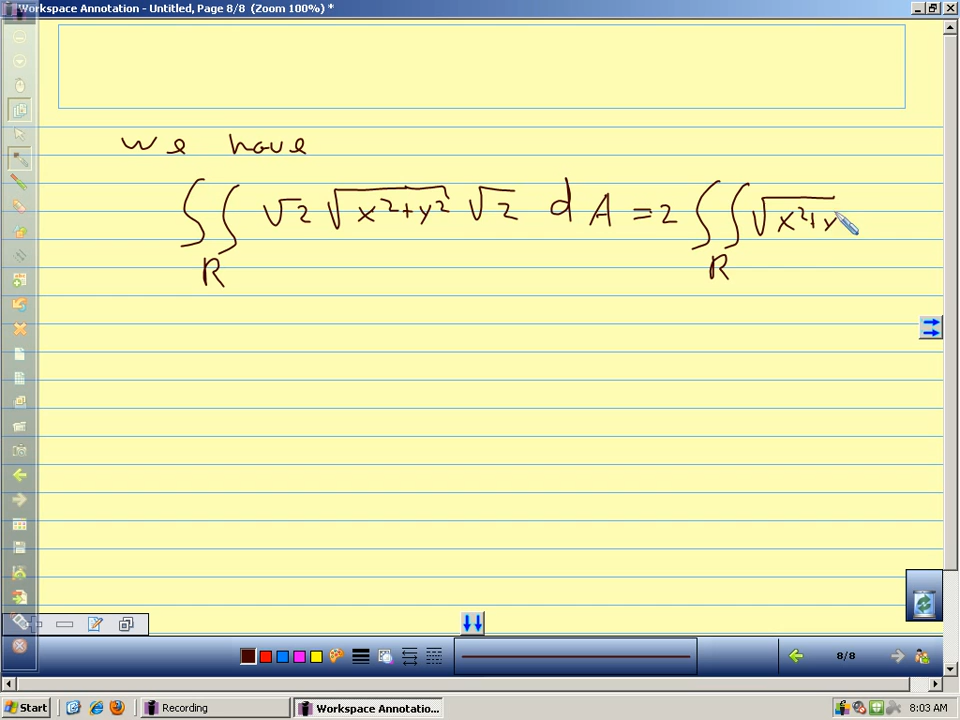 Workspace Annotation - Untitled, Page 8/8 (Zoom 100%) *
we have
∫∫ √2 √x²+y² √2 dA = 2 ∫∫ √x²+y
R R
8/8
Start
Recording
Workspace Annotatio...
8:03 AM